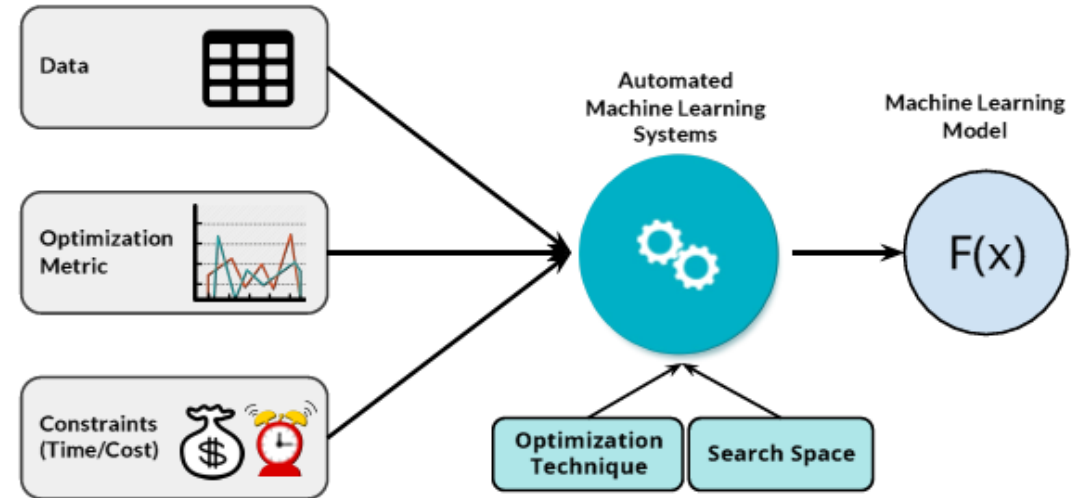 Data
Optimization
Metric
Constraints
(Time/Cost)
$
Automated
Machine Learning
Systems
Optimization
Technique
Search Space
Machine Learning
Model
F(x)